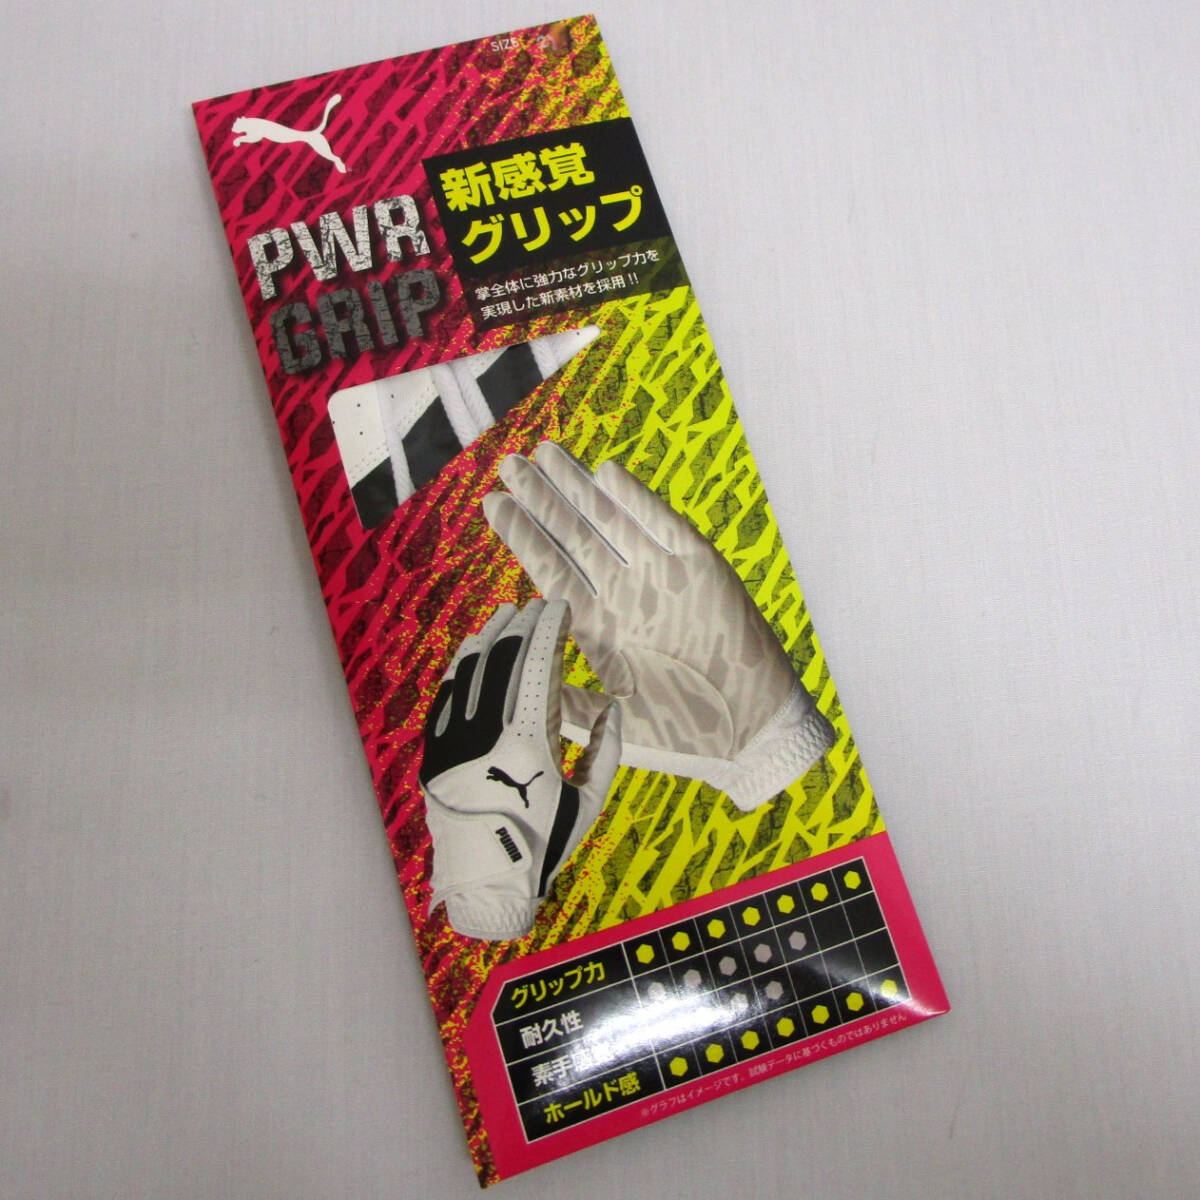 SIZE: 21
PWR
GRIP
新感覚
グリップ
掌全体に強力なグリップ力を
実現した新素材を採用!!
PUMA
グリップ力
耐久性
素手感
ホールド感
※グラフはイメージです。試験データに基づくものではありません